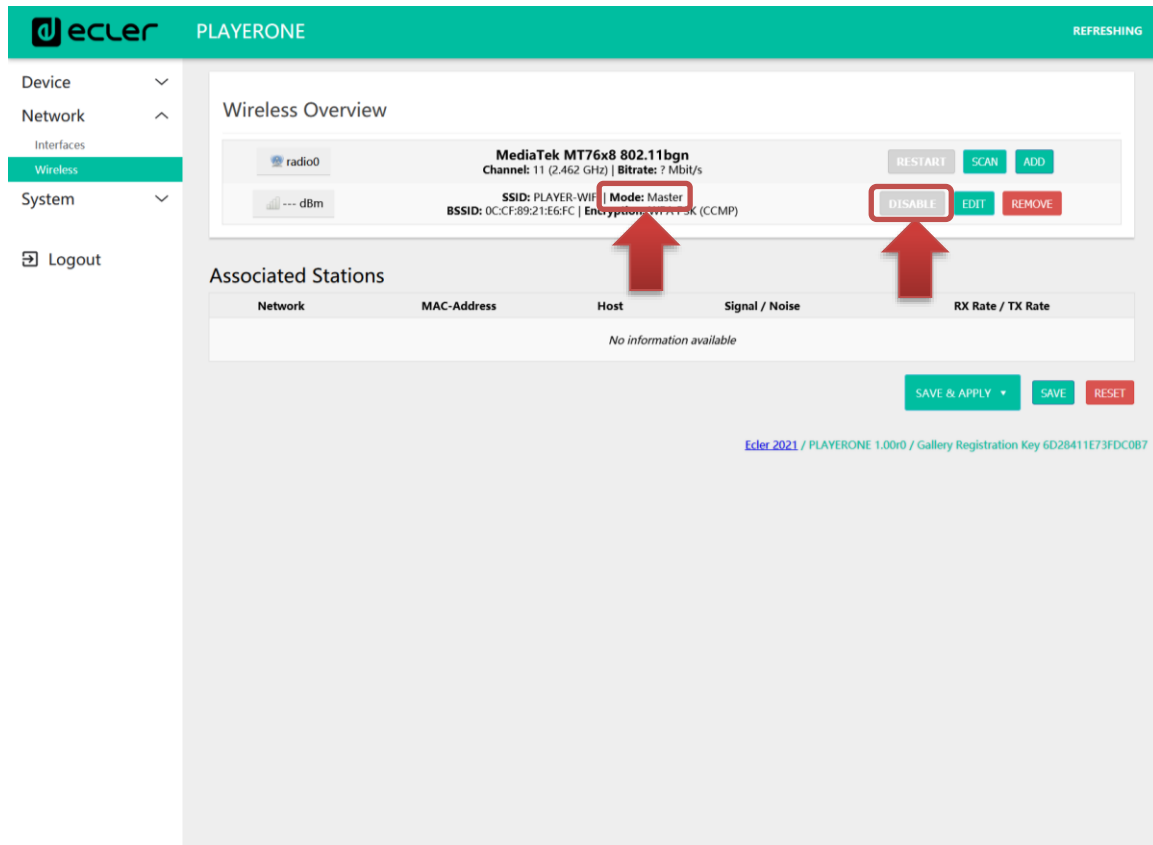 ecler
PLAYERONE
REFRESHING
Device
Network
Interfaces
Wireless
System
Logout
Wireless Overview
radio0
MediaTek MT76x8 802.11bgn
Channel: 11 (2.462 GHz) | Bitrate: ? Mbit/s
RESTART SCAN ADD
--- dBm
SSID: PLAYER-WIF | Mode: Master
BSSID: 0C:CF:89:21:E6:FC | Encryption: (CCMP)
DISABLE EDIT REMOVE
Associated Stations
Network MAC-Address Host Signal / Noise RX Rate / TX Rate
No information available
SAVE & APPLY SAVE RESET
Ecler 2021 / PLAYERONE 1.00r0 / Gallery Registration Key 6D28411E73FDC0B7